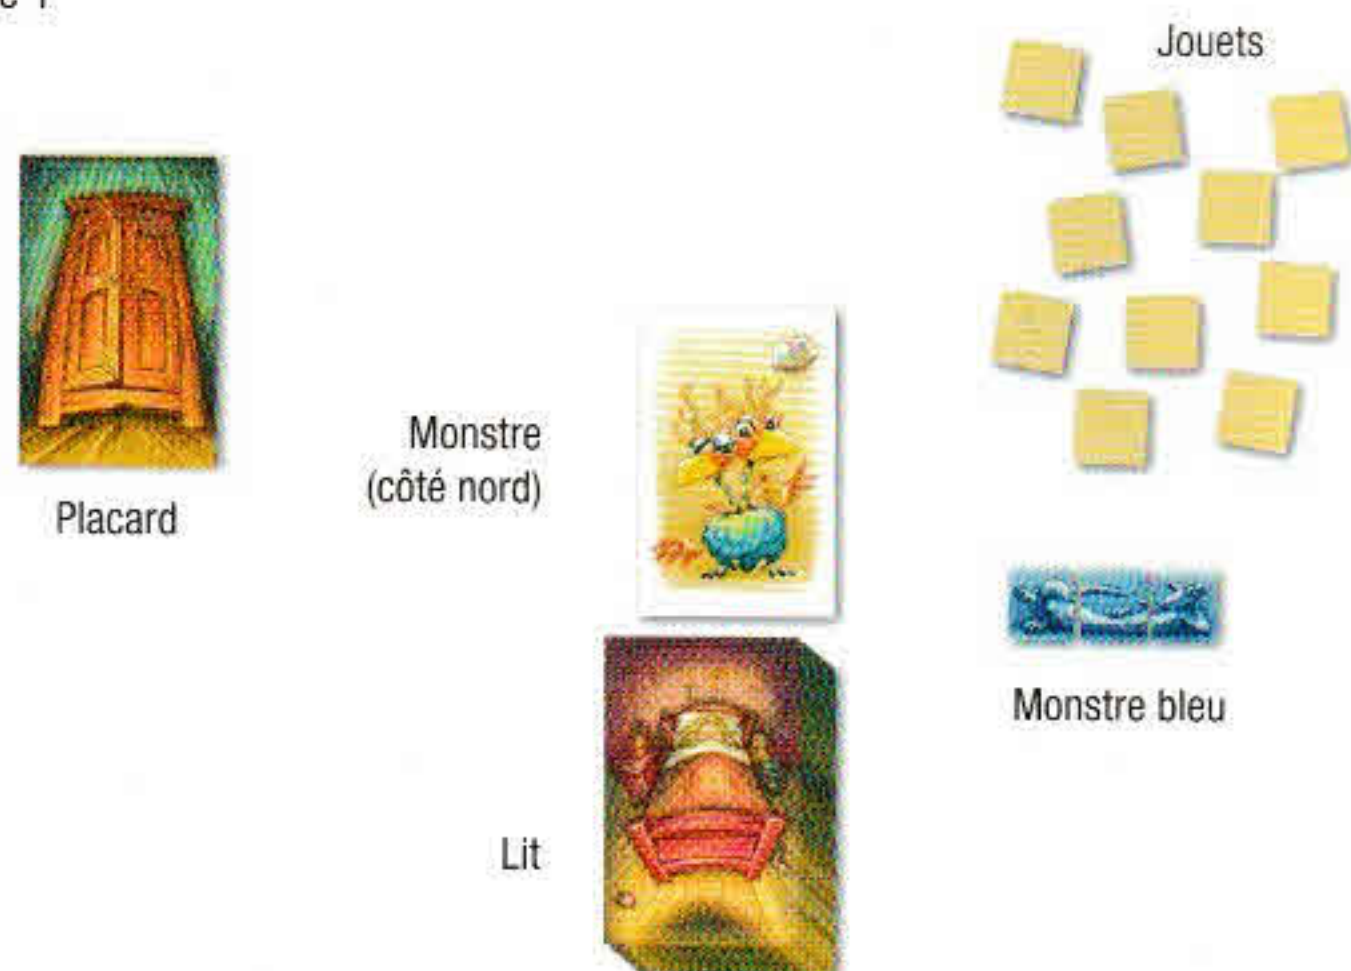 Jouets
Monstre
(côté nord)
Placard
Monstre bleu
Lit